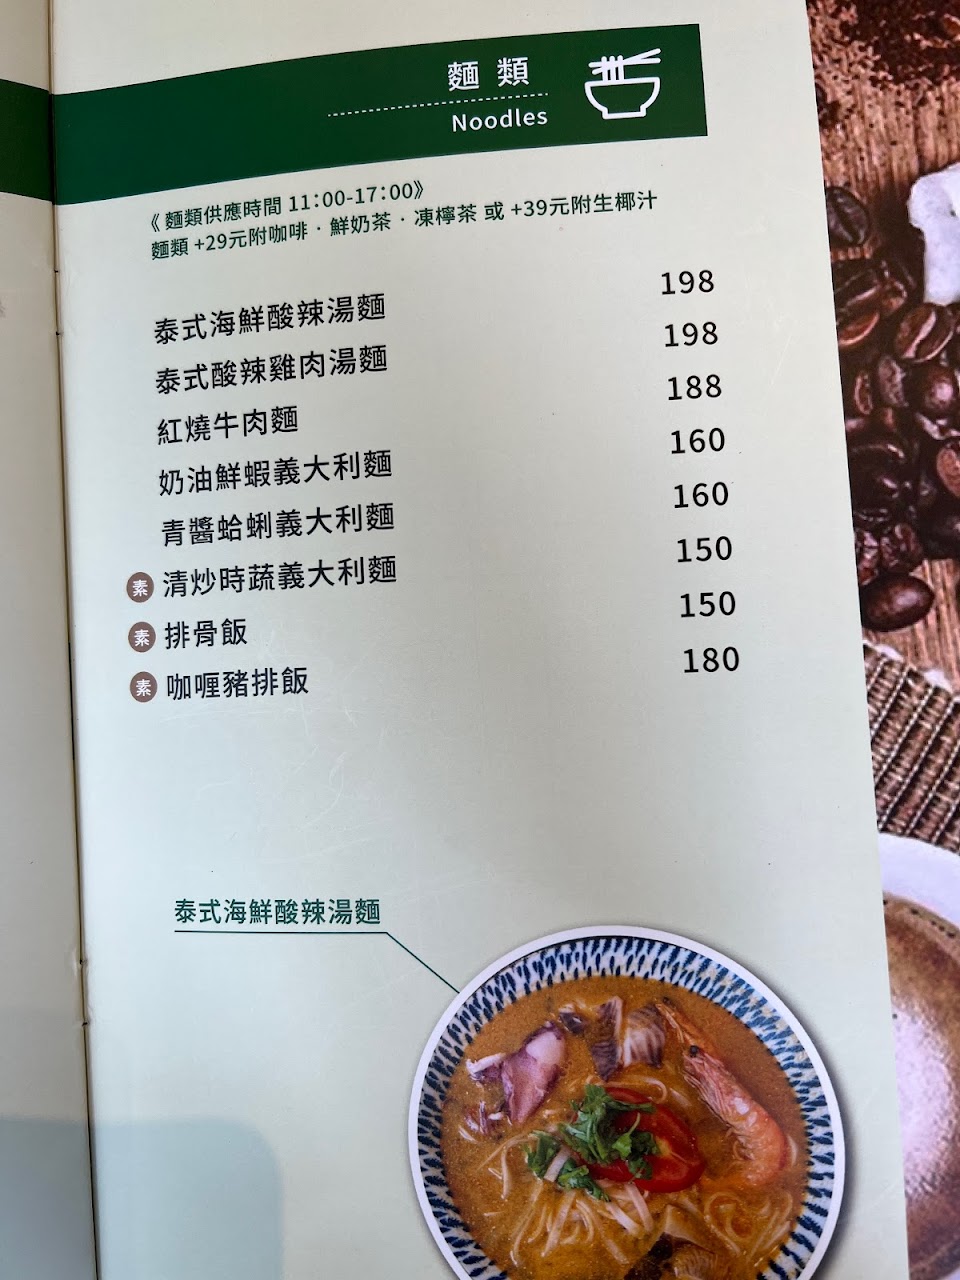 麵類
Noodles
《 麵類供應時間 11:00-17:00》
麵類 +29元附咖啡 · 鮮奶茶 · 凍檸茶 或 +39元附生椰汁
泰式海鮮酸辣湯麵 198
泰式酸辣雞肉湯麵 198
紅燒牛肉麵 188
奶油鮮蝦義大利麵 160
青醬蛤蜊義大利麵 160
素 清炒時蔬義大利麵 150
素 排骨飯 150
素 咖喱豬排飯 180
泰式海鮮酸辣湯麵